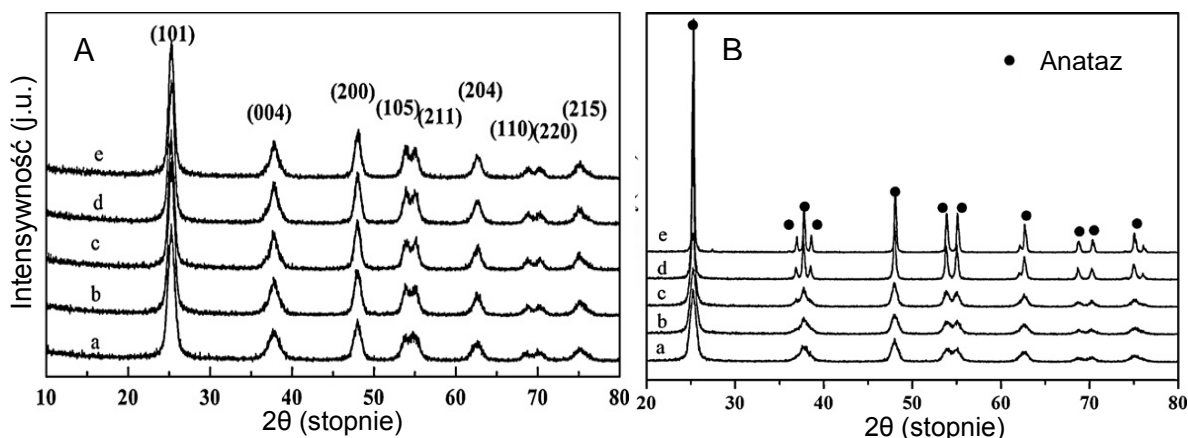 A
(101)
(004)
(200)
(105)
(211)
(204)
(110)
(220)
(215)
e
d
c
b
a
Intensywność (j.u.)
10 20 30 40 50 60 70 80
2θ (stopnie)
B
Anataz
e
d
c
b
a
20 30 40 50 60 70 80
2θ (stopnie)